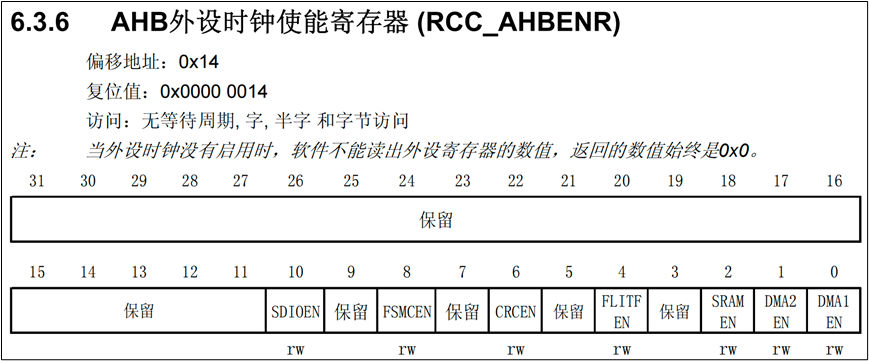 6.3.6 AHB外设时钟使能寄存器 (RCC_AHBENR)
偏移地址：0x14
复位值：0x0000 0014
访问：无等待周期, 字, 半字 和字节访问
注： 当外设时钟没有启用时，软件不能读出外设寄存器的数值，返回的数值始终是0x0。
31 30 29 28 27 26 25 24 23 22 21 20 19 18 17 16
保留
15 14 13 12 11 10 9 8 7 6 5 4 3 2 1 0
保留 SDIOEN 保留 FSMCEN 保留 CRCEN 保留 FLITF EN 保留 SRAM EN DMA2 EN DMA1 EN
rw rw rw rw rw rw rw